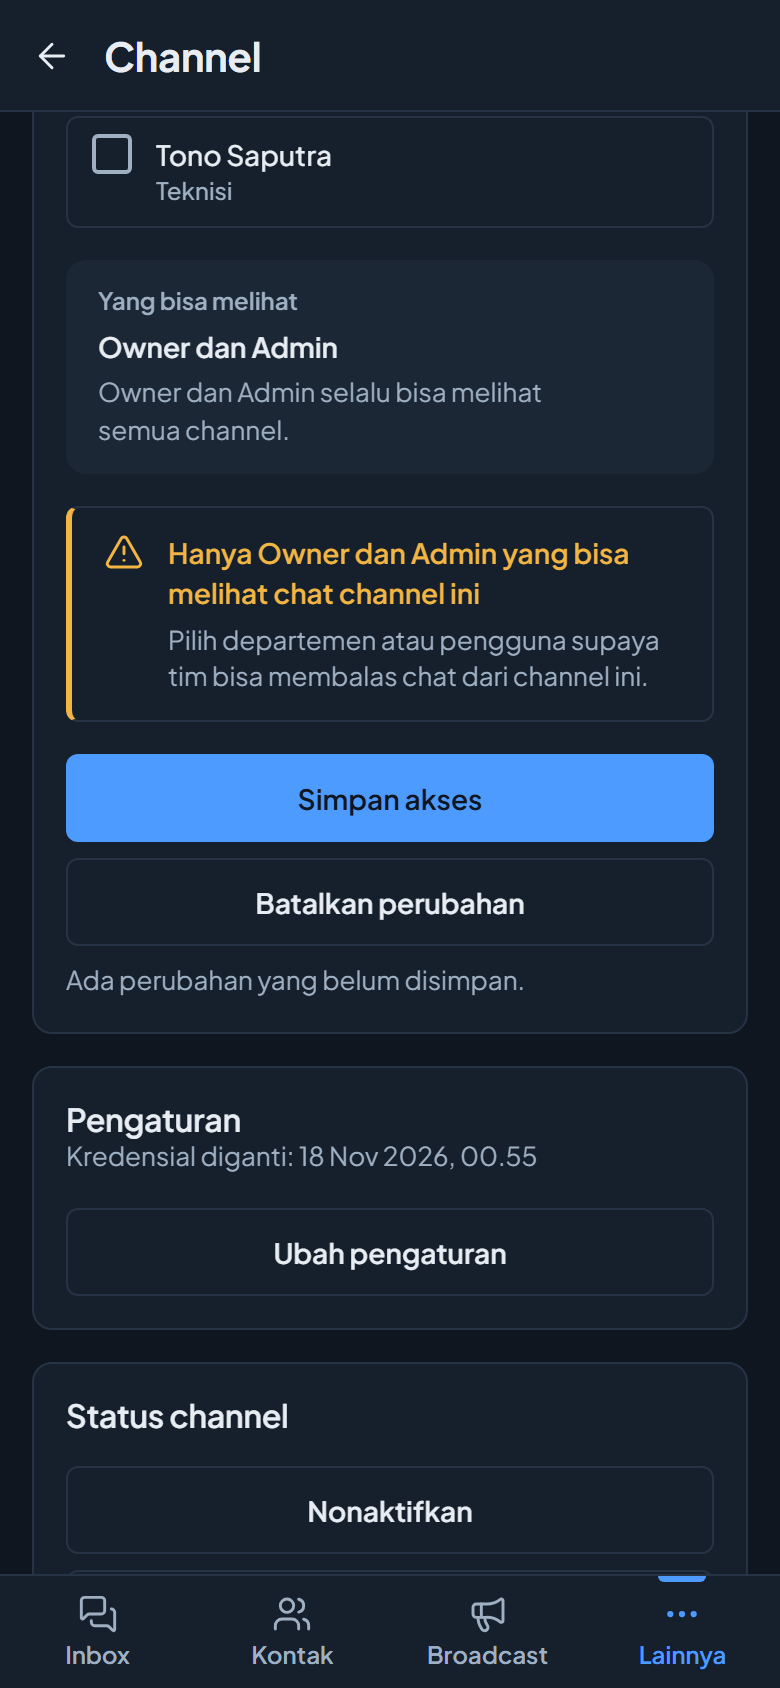 Channel
Tono Saputra
Teknisi
Yang bisa melihat
Owner dan Admin
Owner dan Admin selalu bisa melihat
semua channel.
Hanya Owner dan Admin yang bisa
melihat chat channel ini
Pilih departemen atau pengguna supaya
tim bisa membalas chat dari channel ini.
Simpan akses
Batalkan perubahan
Ada perubahan yang belum disimpan.
Pengaturan
Kredensial diganti: 18 Nov 2026, 00.55
Ubah pengaturan
Status channel
Nonaktifkan
Inbox
Kontak
Broadcast
Lainnya